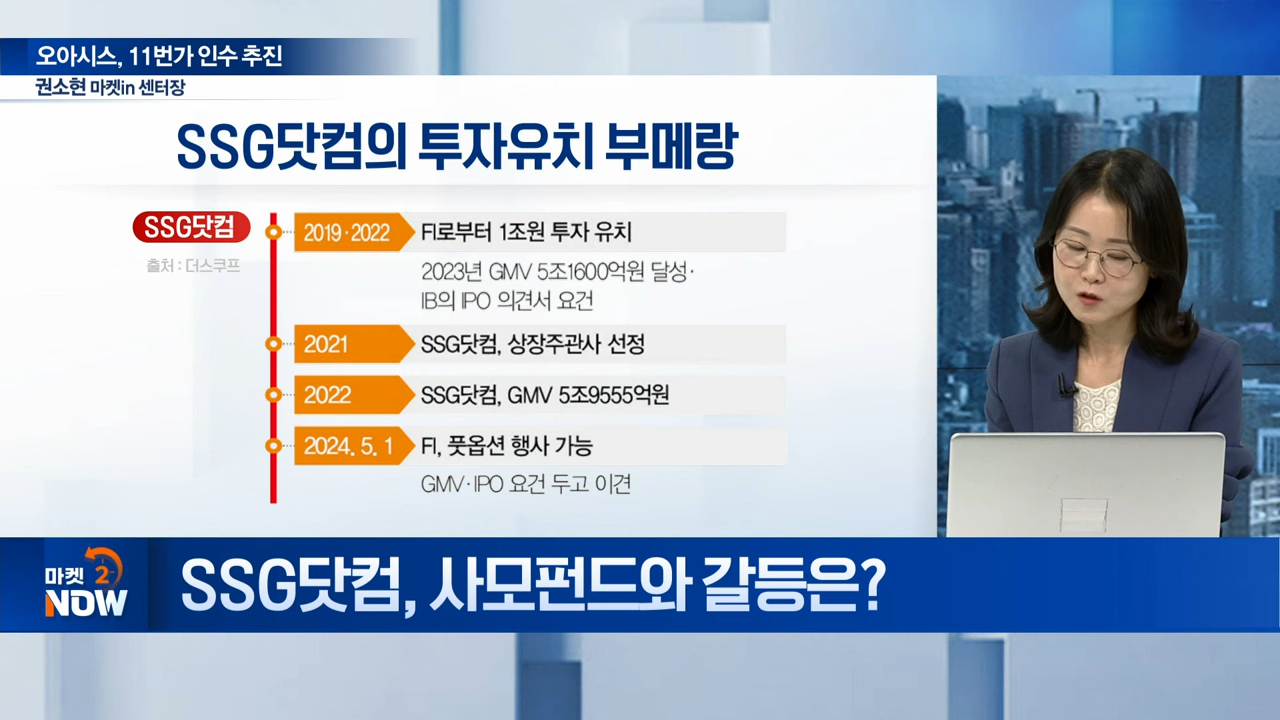 오아시스, 11번가 인수 추진
권소현 마켓in 센터장
SSG닷컴의 투자유치 부메랑
SSG닷컴
출처 : 더스쿠프
2019·2022 FI로부터 1조원 투자 유치
2023년 GMV 5조1600억원 달성·
IB의 IPO 의견서 요건
2021 SSG닷컴, 상장주관사 선정
2022 SSG닷컴, GMV 5조9555억원
2024. 5. 1 FI, 풋옵션 행사 가능
GMV·IPO 요건 두고 이견
마켓 2
NOW
SSG닷컴, 사모펀드와 갈등은?